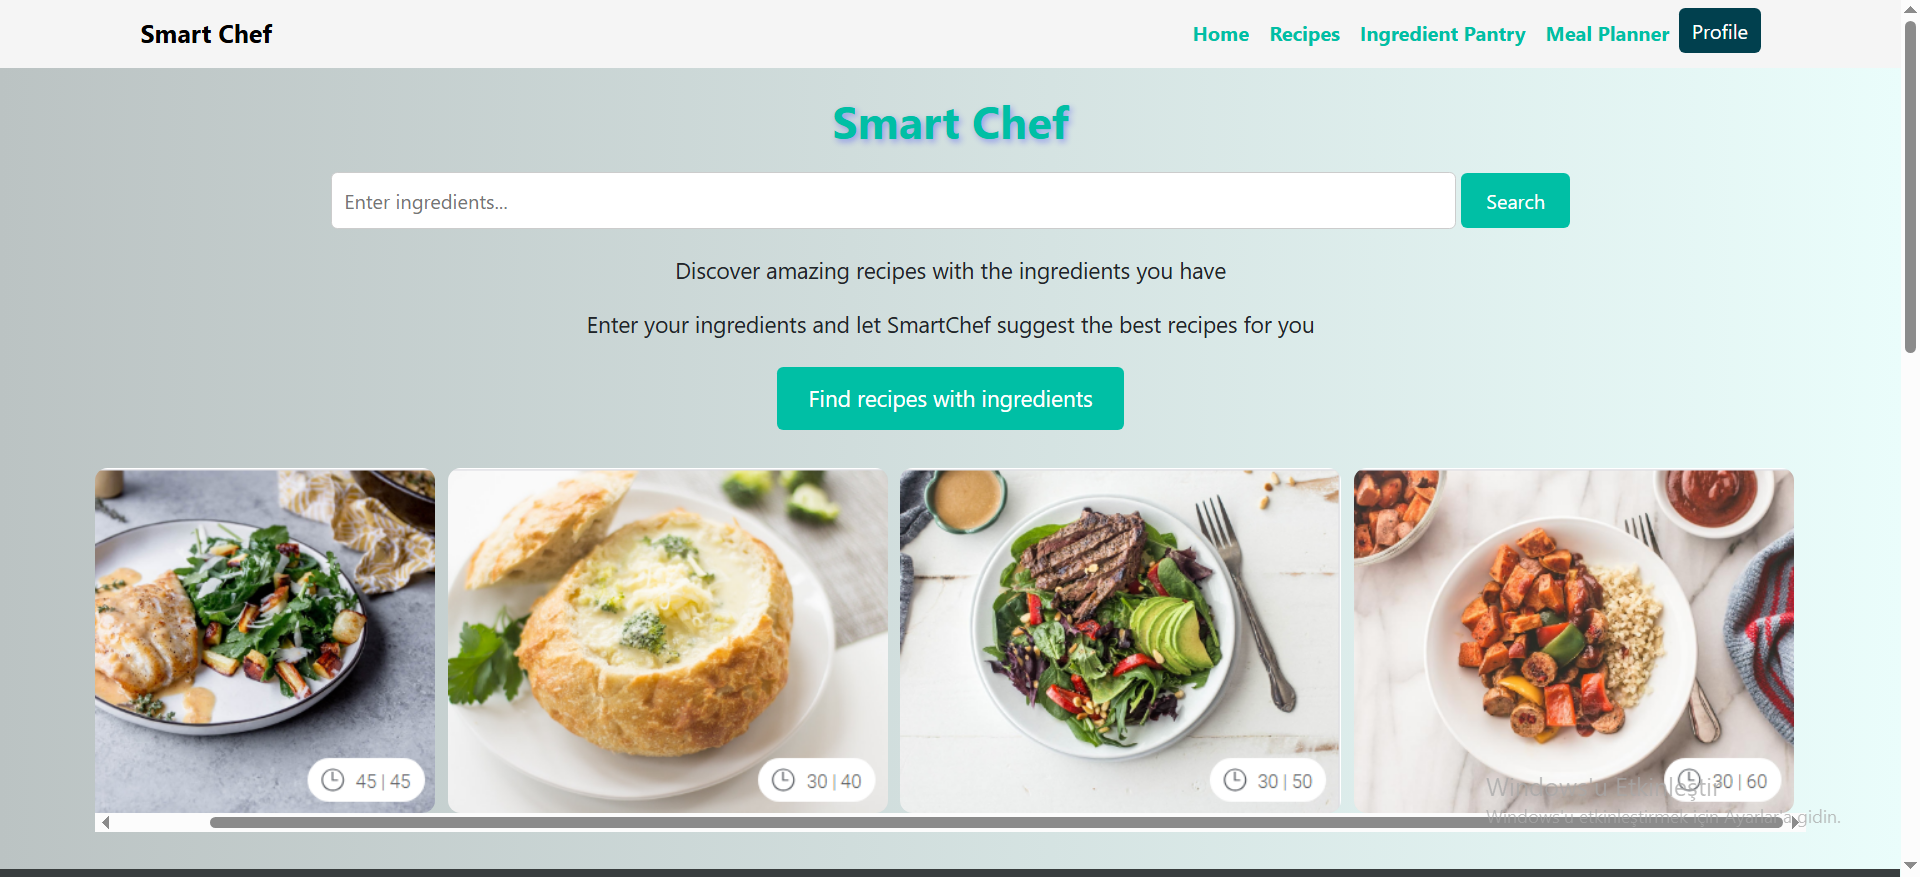 Smart Chef
Home Recipes Ingredient Pantry Meal Planner Profile
Smart Chef
Enter ingredients...
Search
Discover amazing recipes with the ingredients you have
Enter your ingredients and let SmartChef suggest the best recipes for you
Find recipes with ingredients
45 | 45
30 | 40
30 | 50
30 | 60
Windows'u Etkinleştir
Windows'u etkinleştirmek için Ayarlar'a gidin.